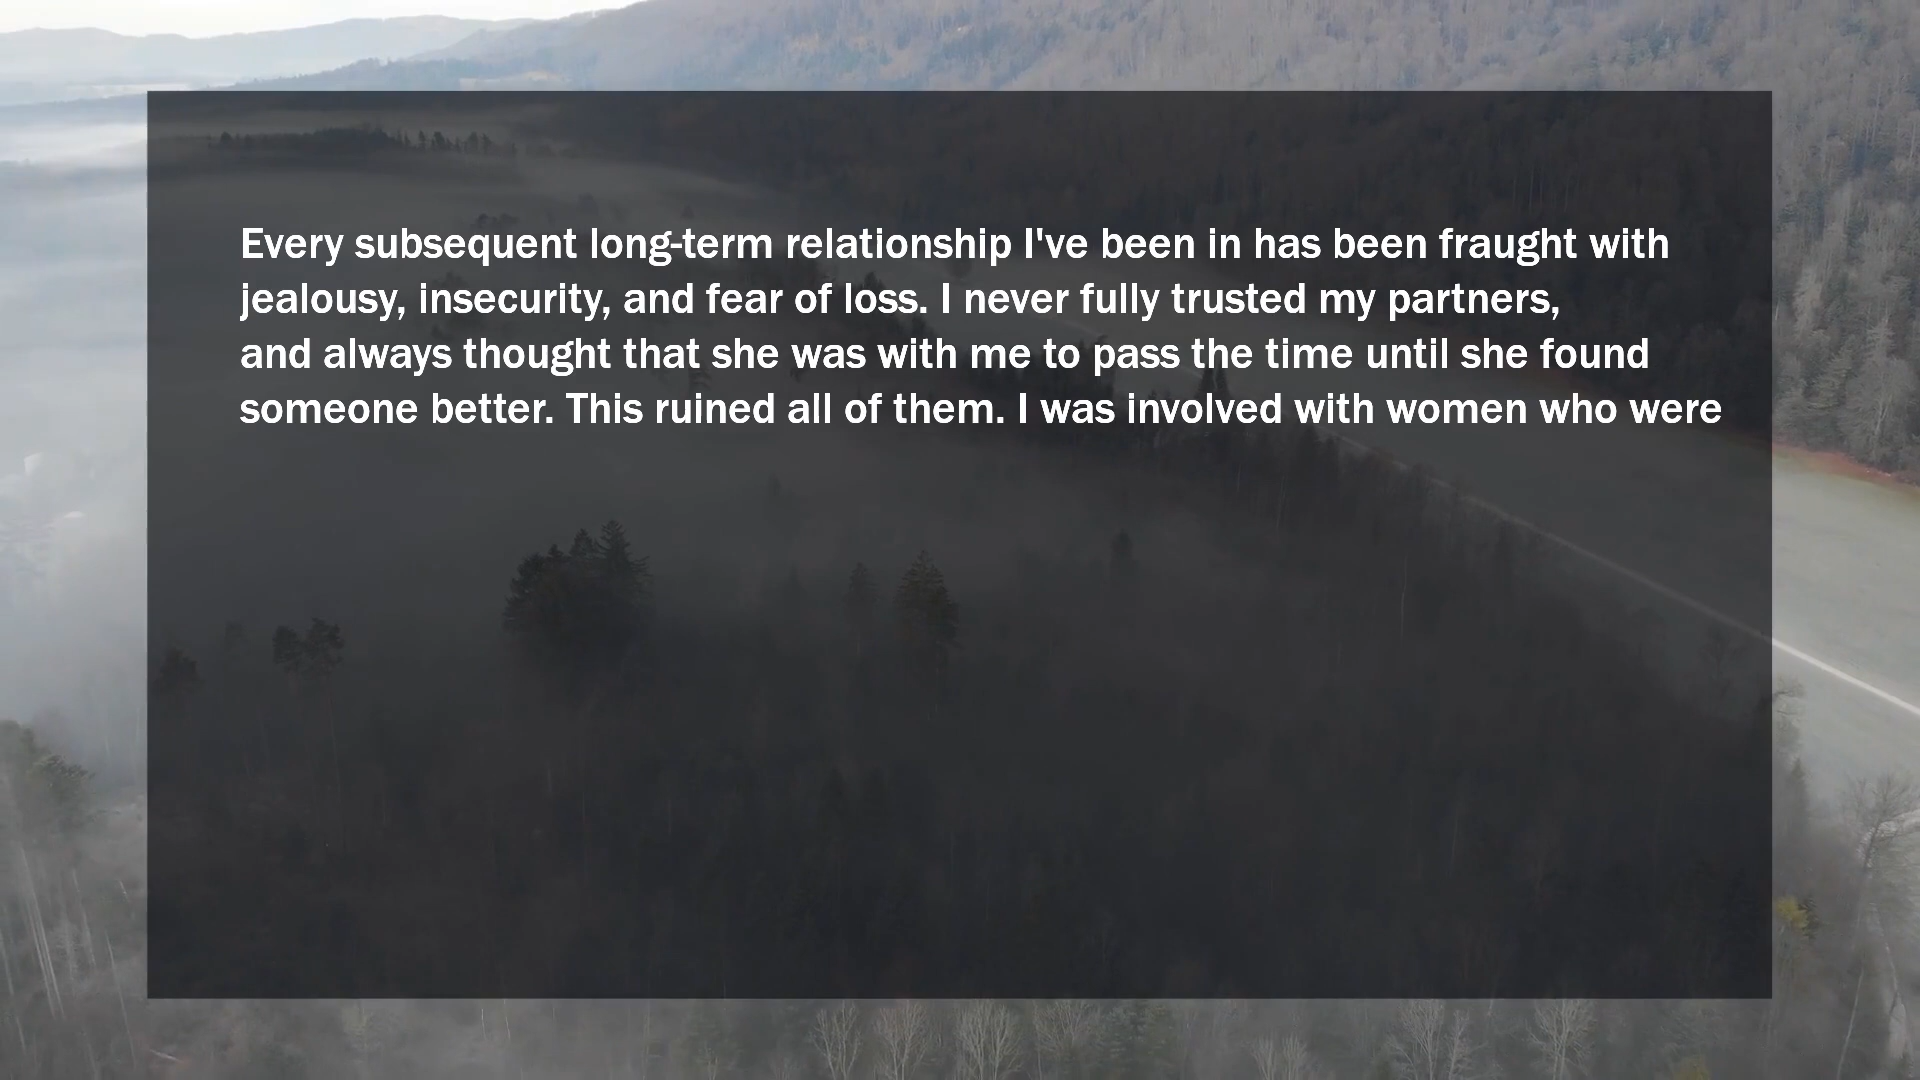 Every subsequent long-term relationship I've been in has been fraught with
jealousy, insecurity, and fear of loss. I never fully trusted my partners,
and always thought that she was with me to pass the time until she found
someone better. This ruined all of them. I was involved with women who were